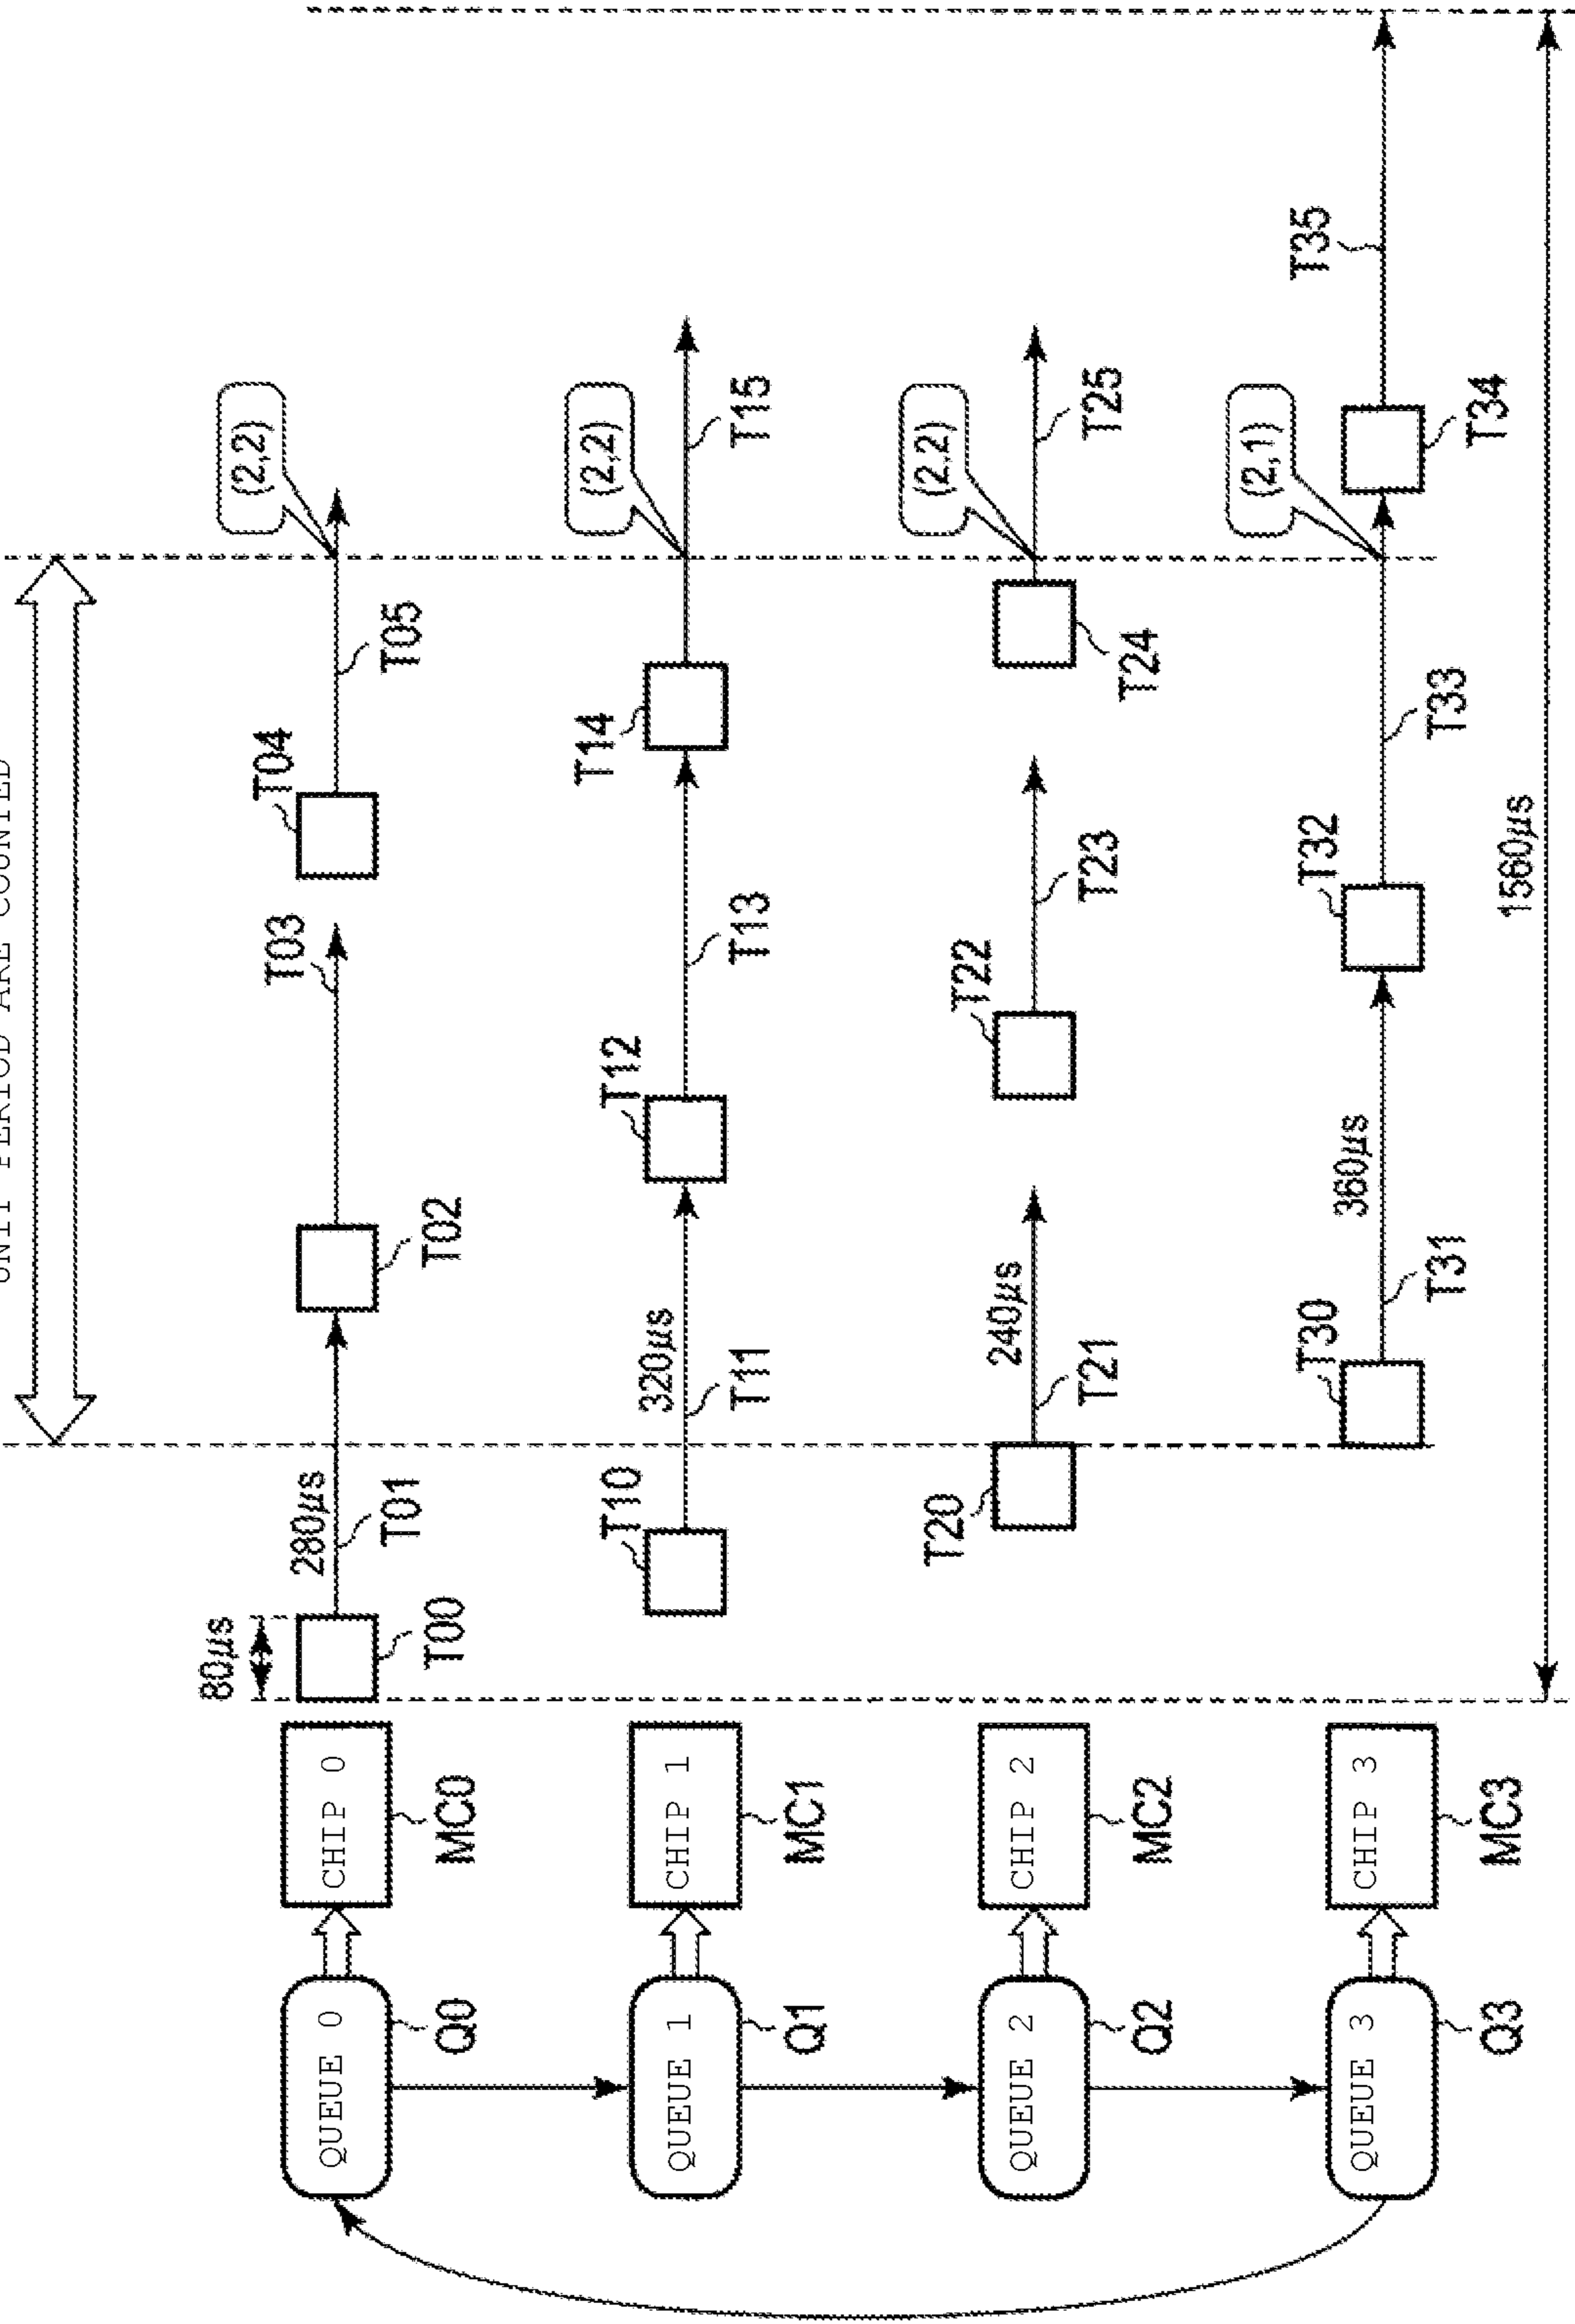 UNIT PERIOD ARE COUNTED
QUEUE 0
Q0
CHIP 0
MC0
80μs
T00
280μs
T01
T02
T03
T04
T05
(2,2)
QUEUE 1
Q1
CHIP 1
MC1
T10
320μs
T11
T12
T13
T14
T15
(2,2)
QUEUE 2
Q2
CHIP 2
MC2
T20
240μs
T21
T22
T23
T24
T25
(2,2)
QUEUE 3
Q3
CHIP 3
MC3
T30
T31
360μs
T32
T33
T34
T35
(2,1)
1560μs